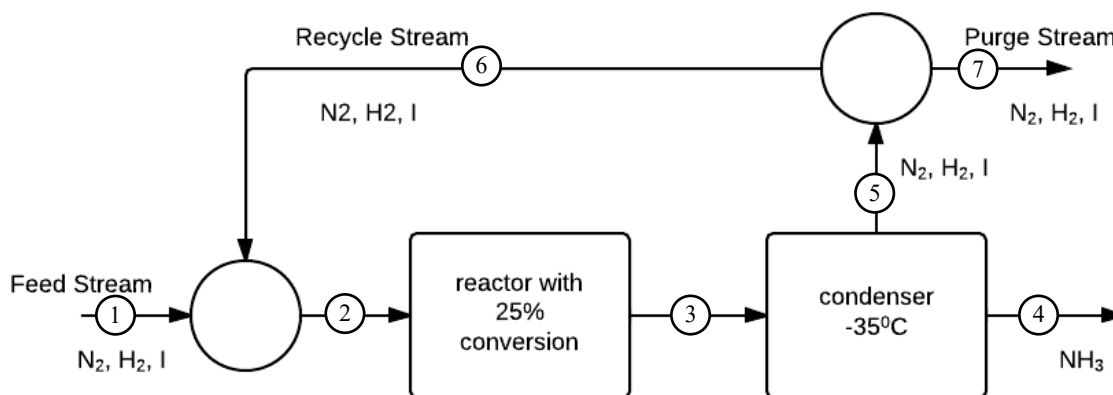 Recycle Stream
6
N2, H2, I
Purge Stream
7
N₂, H₂, I
N₂, H₂, I
5
Feed Stream
1
N₂, H₂, I
2
reactor with
25%
conversion
3
condenser
-35⁰C
4
NH₃